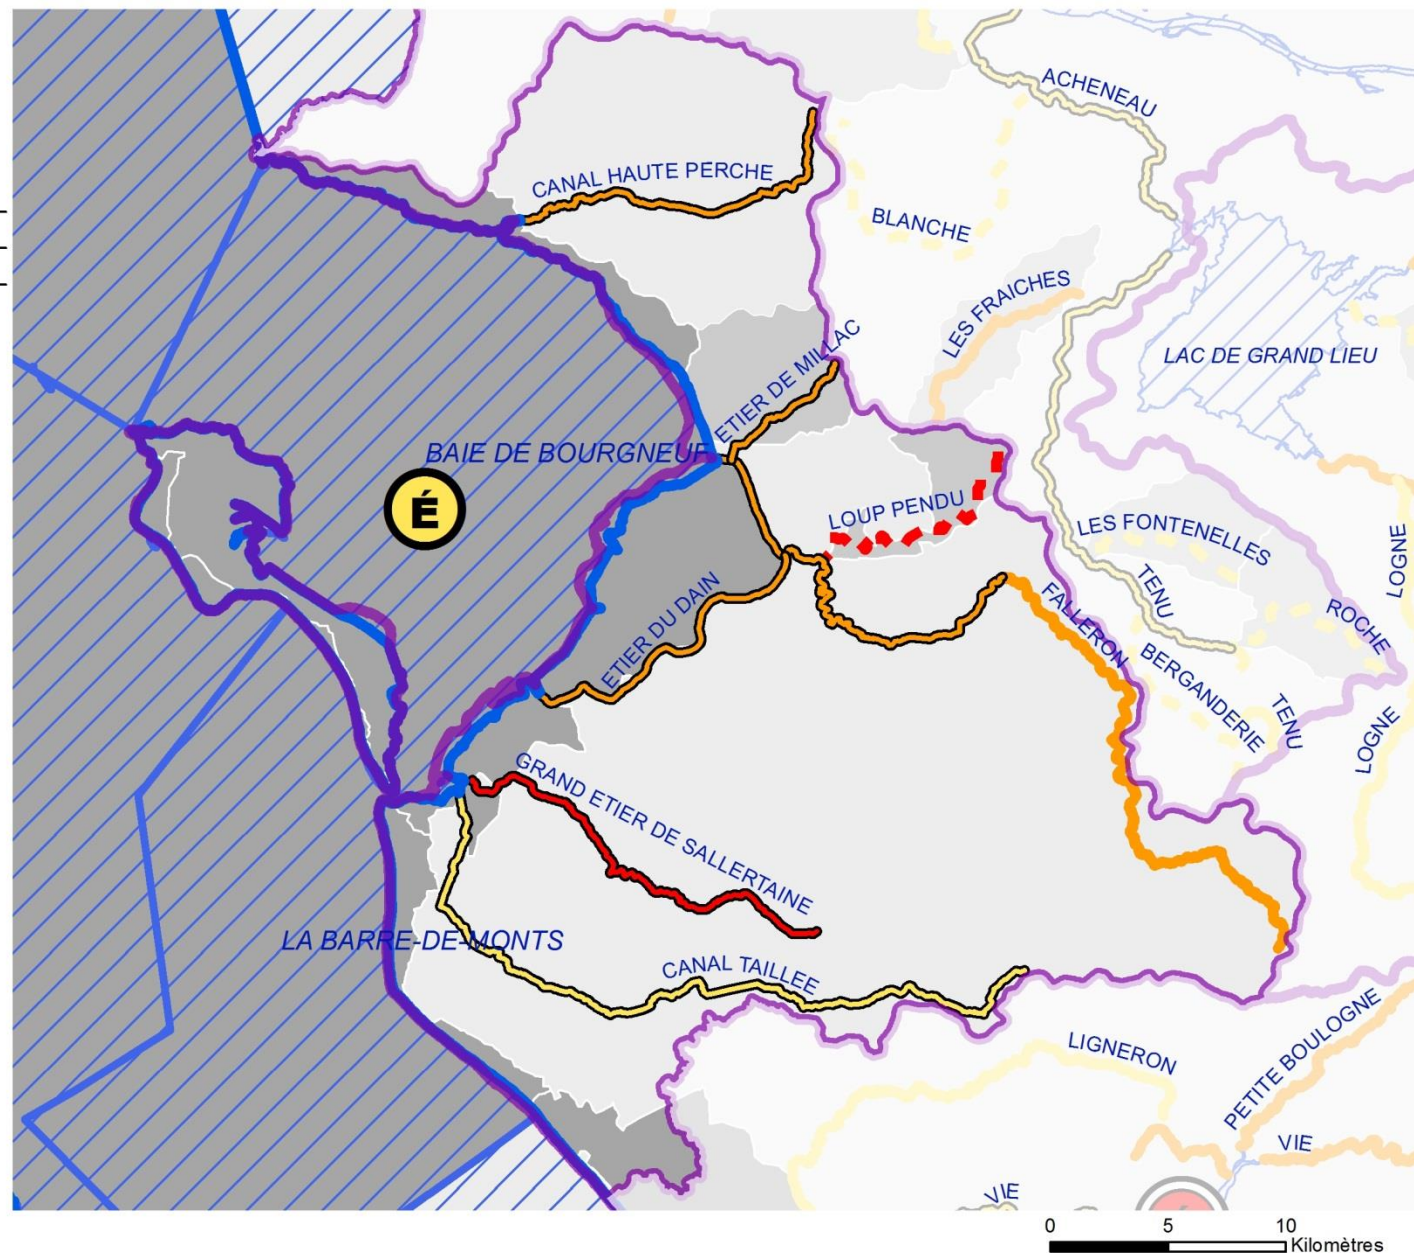 ACHENEAU
CANAL HAUTE PERCHE
BLANCHE
LES FRAICHES
LAC DE GRAND LIEU
ETIER DE MILLAC
BAIE DE BOURGNEUF
É
LOUP PENDU
LES FONTENELLES
LOGNE
TENU
ROCHE
FALLERON
ETIER DU DAIN
BERGANDERIE
TENU
LOGNE
GRAND ETIER DE SALLERTAINE
LA BARRE-DE-MONTS
CANAL TAILLEE
LIGNERON
PETITE BOULOGNE
VIE
VIE
É
0 5 10
Kilomètres